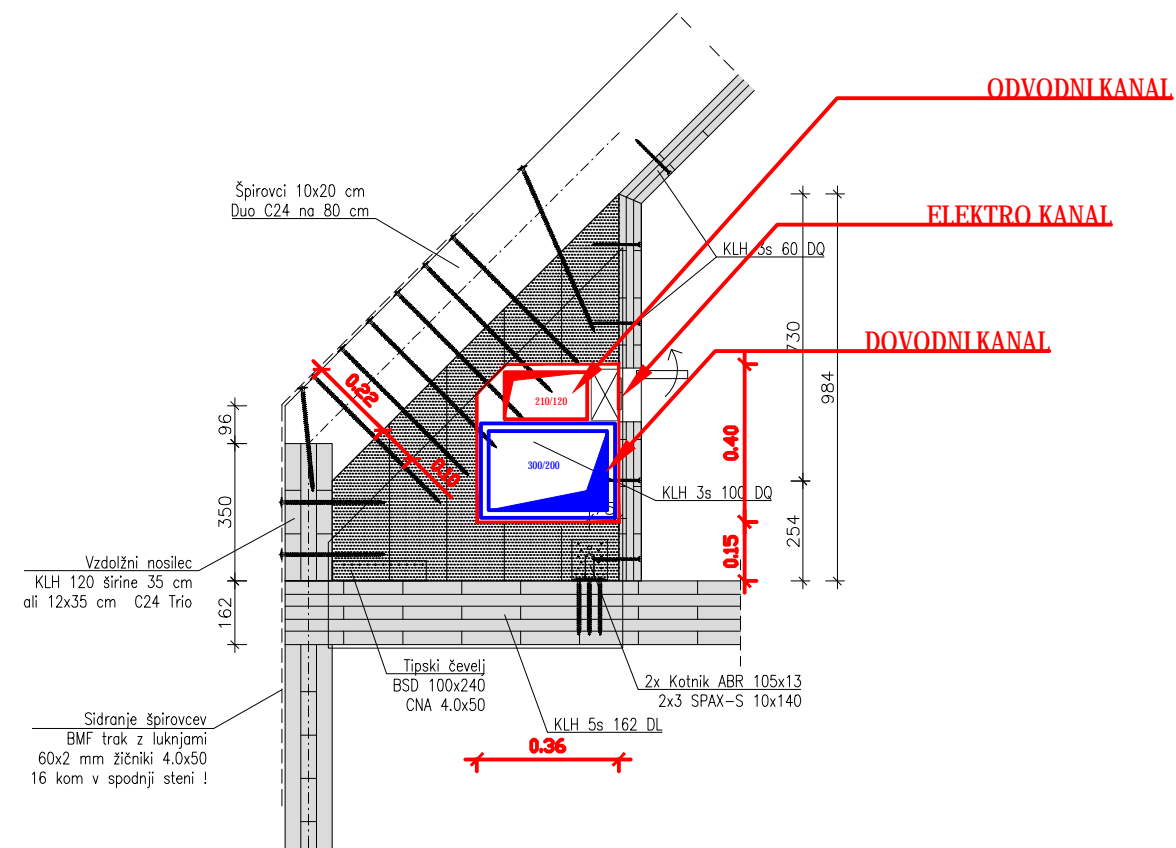 ODVODNI KANAL
Špirovci 10x20 cm
Duo C24 na 80 cm
ELEKTRO KANAL
KLH 3s 60 DQ
DOVODNI KANAL
730
984
0.22
210/120
96
0.40
0.10
300/200
KLH 3s 100 DQ
350
254
0.15
Vzdolžni nosilec
KLH 120 širine 35 cm
ali 12x35 cm C24 Trio
162
Tipski čevelj
BSD 100x240
CNA 4.0x50
2x Kotnik ABR 105x13
2x3 SPAX-S 10x140
Sidranje špirovcev
BMF trak z luknjami
60x2 mm žičniki 4.0x50
16 kom v spodnji steni !
KLH 5s 162 DL
0.36